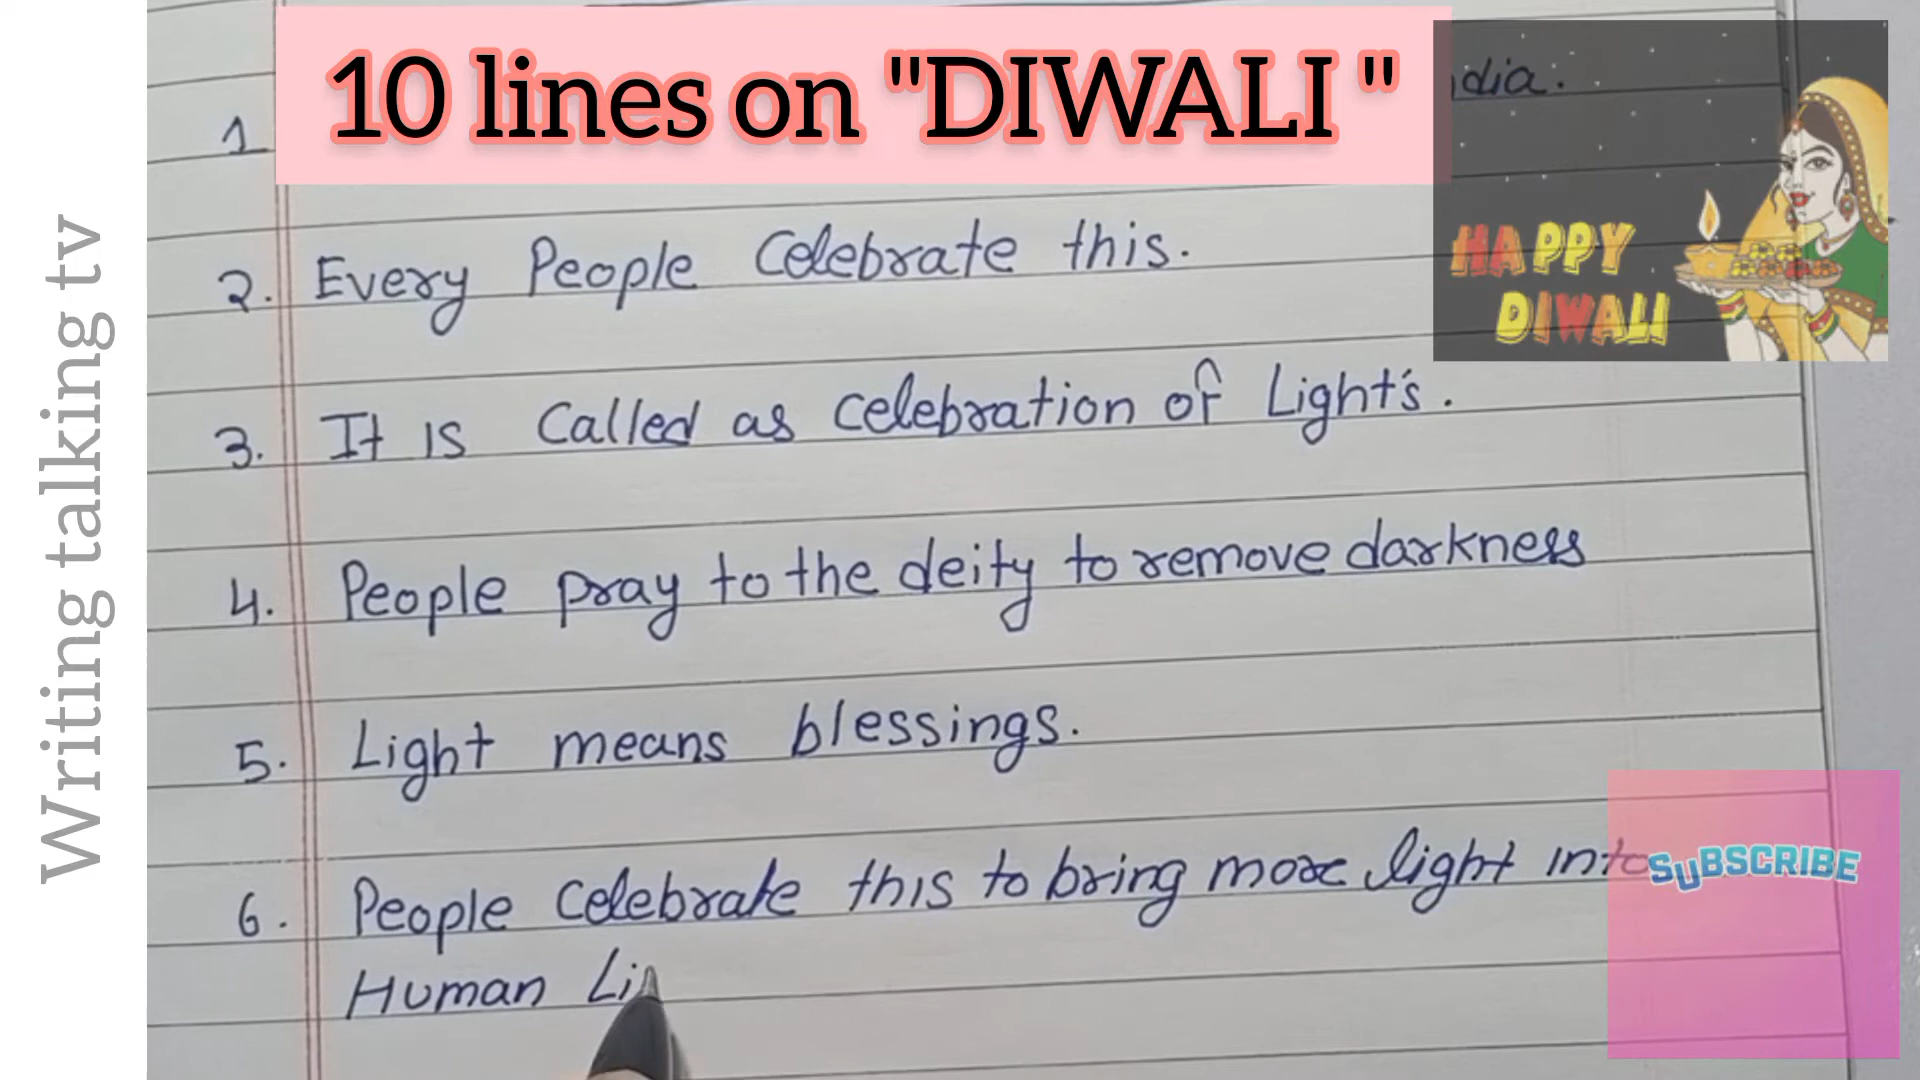 10 lines on "DIWALI "
1
dia.
HAPPY
DIWALI
2. Every People Celebrate this.
3. It is Called as Celebration of Light's.
4. People pray to the deity to remove darkness
5. Light means blessings.
6. People Celebrate this to bring more light into
Human Li
SUBSCRIBE
Writing talking tv